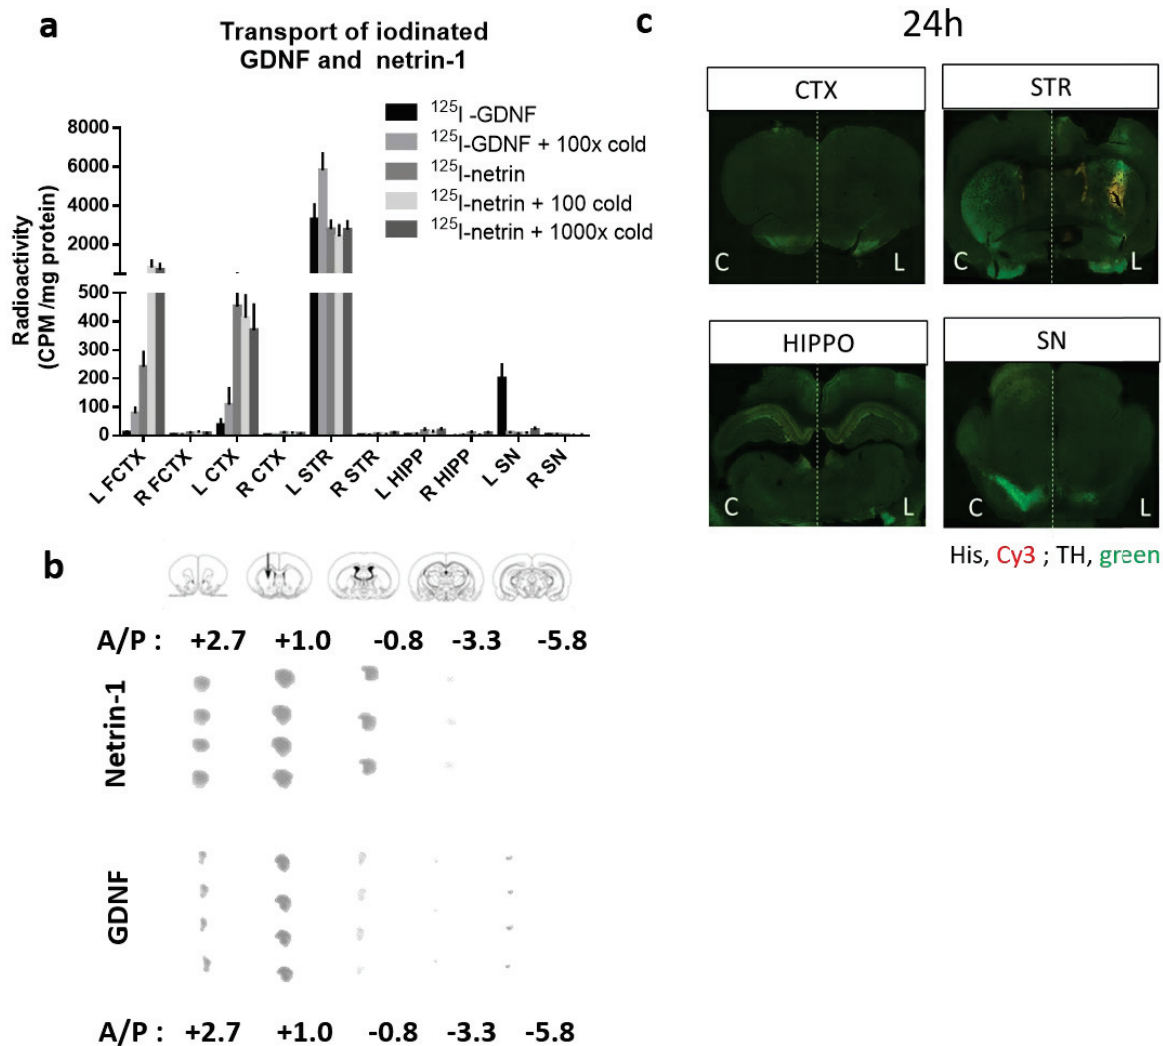 a
Transport of iodinated
GDNF and netrin-1
Radioactivity
(CPM /mg protein)
8000
6000
4000
2000
500
400
300
200
100
0
125I -GDNF
125I-GDNF + 100x cold
125I-netrin
125I-netrin + 100 cold
125I-netrin + 1000x cold
L FCTX
R FCTX
L CTX
R CTX
L STR
R STR
L HIPP
R HIPP
L SN
R SN
b
A/P : +2.7 +1.0 -0.8 -3.3 -5.8
Netrin-1
GDNF
A/P : +2.7 +1.0 -0.8 -3.3 -5.8
c
24h
CTX
STR
C L
C L
HIPPO
SN
C L
C L
His, Cy3 ; TH, green